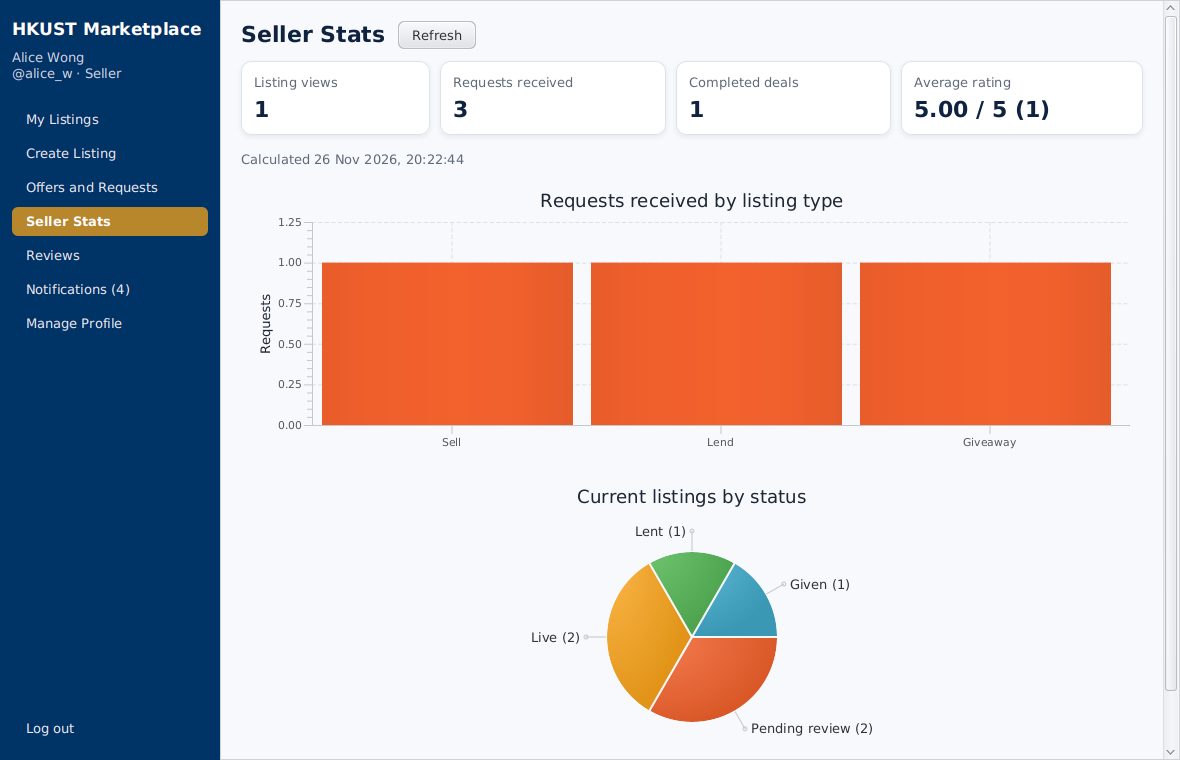 HKUST Marketplace
Alice Wong
@alice_w · Seller
My Listings
Create Listing
Offers and Requests
Seller Stats
Reviews
Notifications (4)
Manage Profile
Log out
Seller Stats
Refresh
Listing views
1
Requests received
3
Completed deals
1
Average rating
5.00 / 5 (1)
Calculated 26 Nov 2026, 20:22:44
Requests received by listing type
Requests
1.25
1.00
0.75
0.50
0.25
0.00
Sell
Lend
Giveaway
Current listings by status
Lent (1)
Given (1)
Live (2)
Pending review (2)